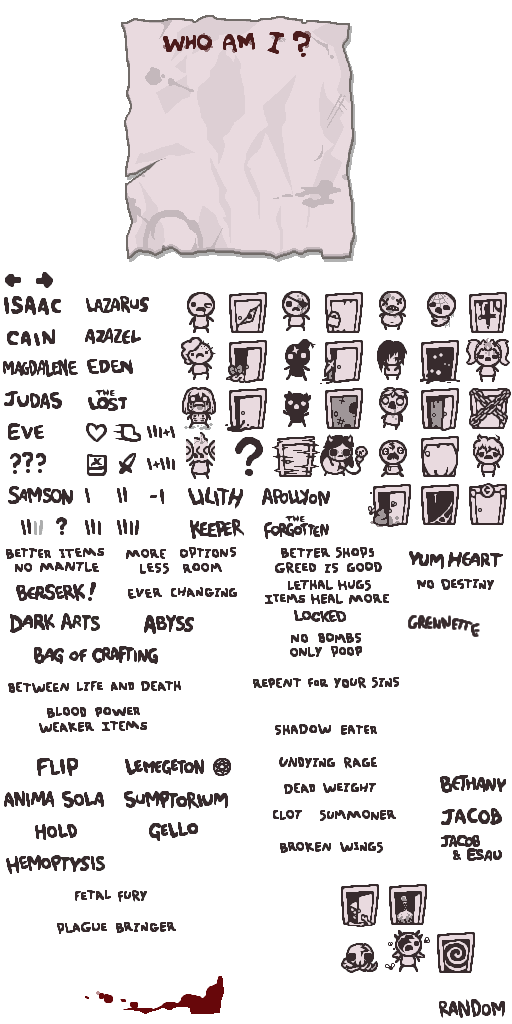 WHO AM I ?
ISAAC LAZARUS
CAIN AZAZEL
MAGDALENE EDEN
JUDAS THE LOST
EVE III+I
??? I+III
?
SAMSON I II -I LILITH APOLLYON
IIII ? III IIII KEEPER THE FORGOTTEN
BETTER ITEMS
NO MANTLE
MORE OPTIONS
LESS ROOM
BETTER SHOPS
GREED IS GOOD
YUM HEART
BERSERK!
EVER CHANGING
LETHAL HUGS
ITEMS HEAL MORE
NO DESTINY
DARK ARTS
ABYSS
LOCKED
GRENNETTE
BAG OF CRAFTING
NO BOMBS
ONLY POOP
BETWEEN LIFE AND DEATH
REPENT FOR YOUR SINS
BLOOD POWER
WEAKER ITEMS
SHADOW EATER
FLIP
LEMEGETON
UNDYING RAGE
ANIMA SOLA
SUMPTORIUM
DEAD WEIGHT
BETHANY
HOLD
GELLO
CLOT SUMMONER
JACOB
HEMOPTYSIS
BROKEN WINGS
JACOB
& ESAU
FETAL FURY
PLAGUE BRINGER
RANDOM